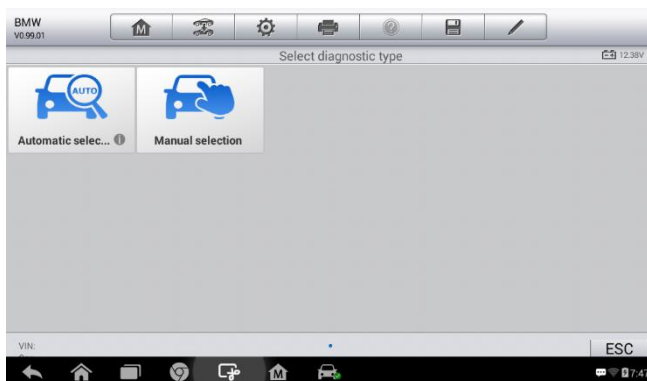 BMW
V0.99.01
M
?
Select diagnostic type
12.38V
AUTO
Automatic selec...
Manual selection
VIN:
ESC
M
7:47